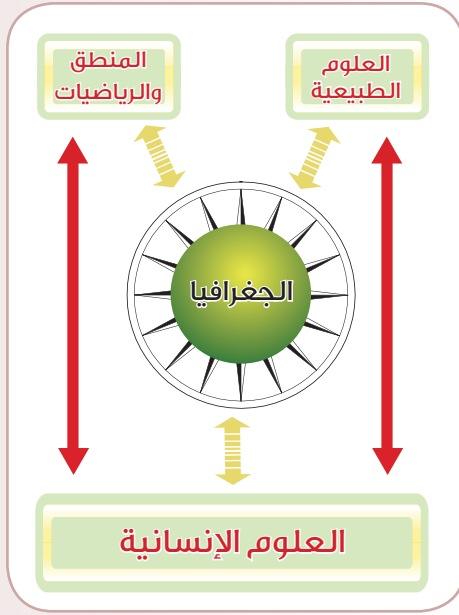 العلوم
الطبيعية
المنطق
والرياضيات
الجغرافيا
العلوم الإنسانية